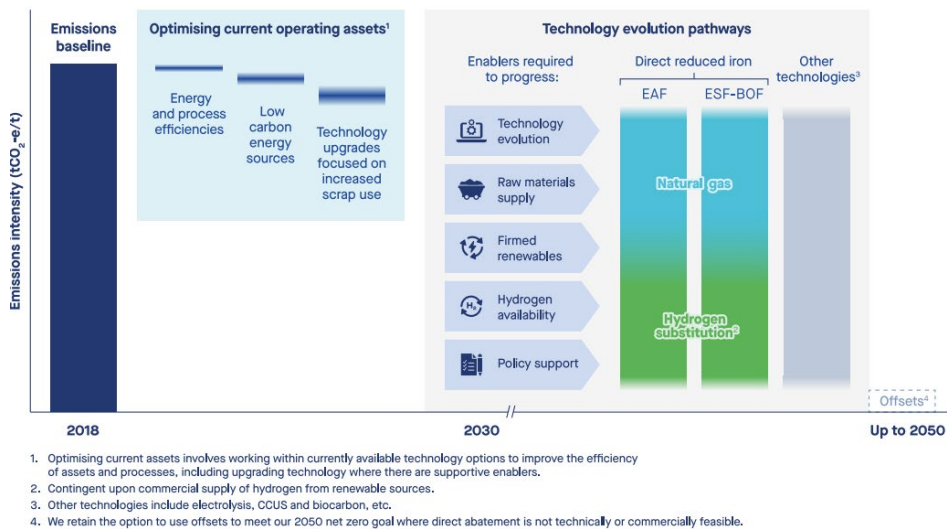 Emissions
baseline
Optimising current operating assets¹
Technology evolution pathways
Emissions intensity (tCO₂-e/t)
Energy
and process
efficiencies
Low
carbon
energy
sources
Technology
upgrades
focused on
increased
scrap use
Enablers required
to progress:
Direct reduced iron
Other
technologies³
EAF
ESF-BOF
Technology
evolution
Raw materials
supply
Firmed
renewables
H₂
Hydrogen
availability
Policy support
Natural gas
Hydrogen
substitution²
Offsets⁴
2018
2030
Up to 2050
1. Optimising current assets involves working within currently available technology options to improve the efficiency
of assets and processes, including upgrading technology where there are supportive enablers.
2. Contingent upon commercial supply of hydrogen from renewable sources.
3. Other technologies include electrolysis, CCUS and biocarbon, etc.
4. We retain the option to use offsets to meet our 2050 net zero goal where direct abatement is not technically or commercially feasible.